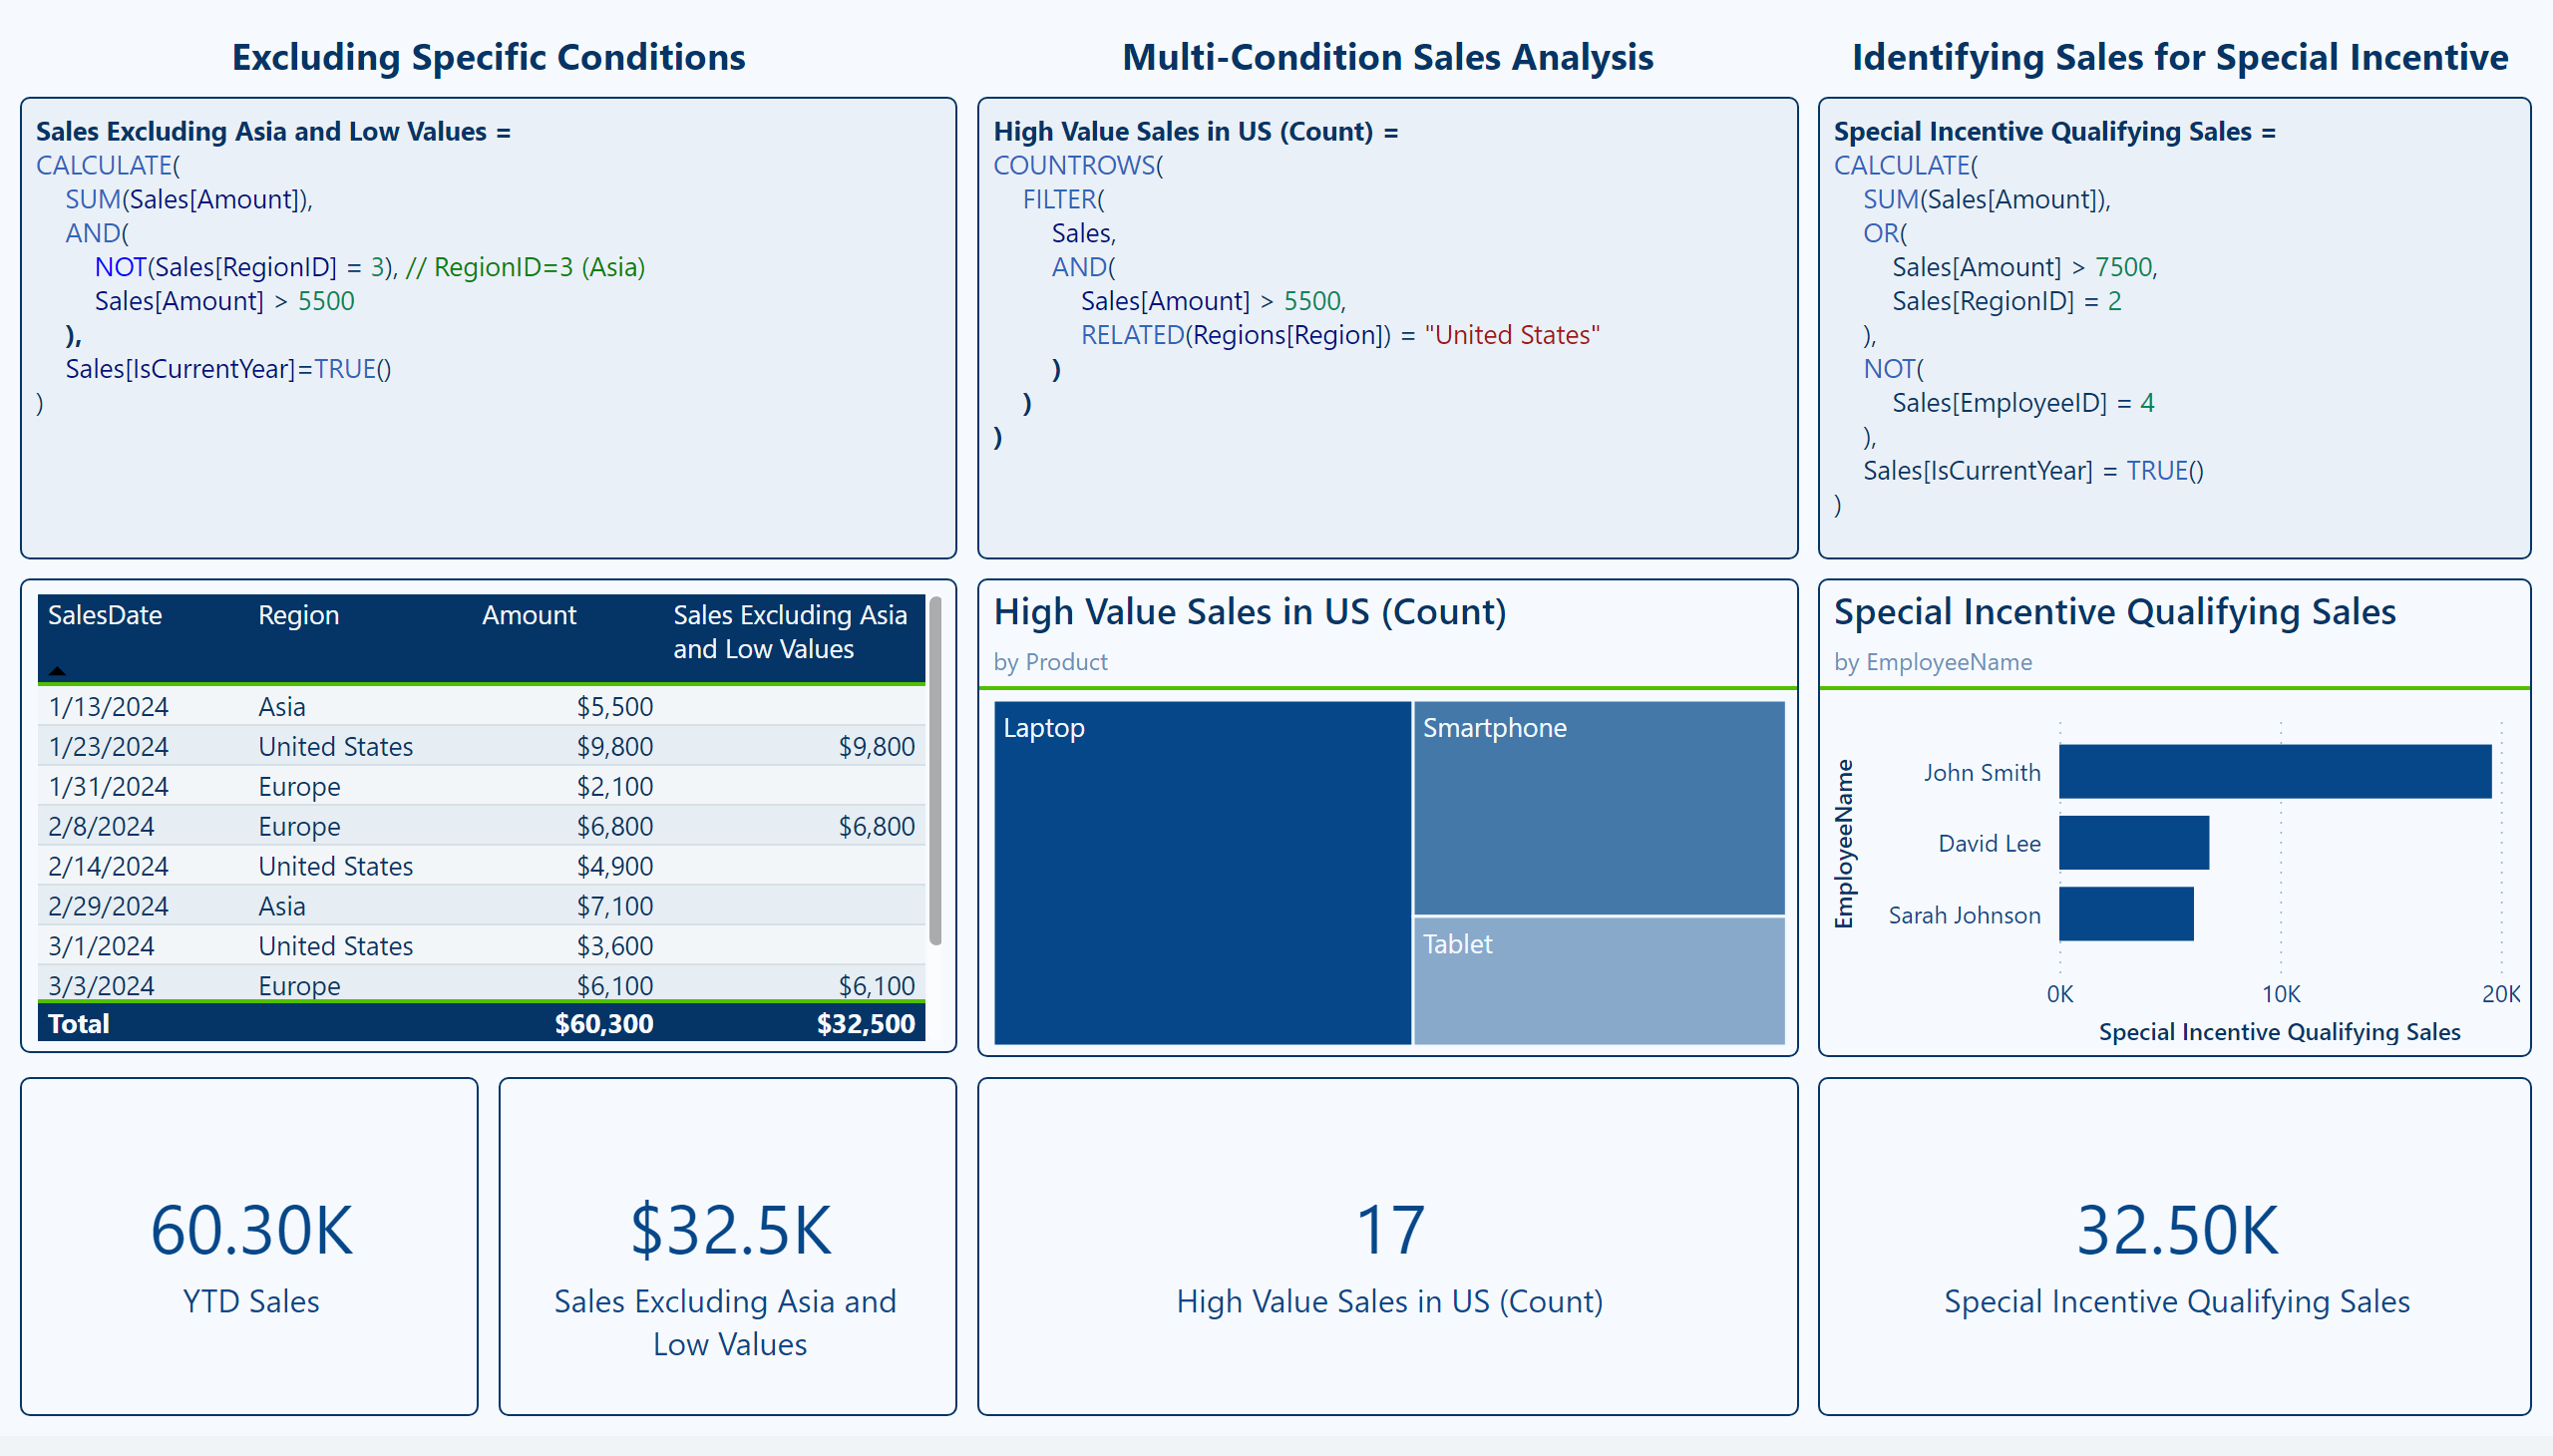 Excluding Specific Conditions
Sales Excluding Asia and Low Values =
CALCULATE(
SUM(Sales[Amount]),
AND(
NOT(Sales[RegionID] = 3), // RegionID=3 (Asia)
Sales[Amount] > 5500
),
Sales[IsCurrentYear]=TRUE()
)
Multi-Condition Sales Analysis
High Value Sales in US (Count) =
COUNTROWS(
FILTER(
Sales,
AND(
Sales[Amount] > 5500,
RELATED(Regions[Region]) = "United States"
)
)
)
Identifying Sales for Special Incentive
Special Incentive Qualifying Sales =
CALCULATE(
SUM(Sales[Amount]),
OR(
Sales[Amount] > 7500,
Sales[RegionID] = 2
),
NOT(
Sales[EmployeeID] = 4
),
Sales[IsCurrentYear] = TRUE()
)
SalesDate Region Amount Sales Excluding Asia
and Low Values
1/13/2024 Asia $5,500
1/23/2024 United States $9,800 $9,800
1/31/2024 Europe $2,100
2/8/2024 Europe $6,800 $6,800
2/14/2024 United States $4,900
2/29/2024 Asia $7,100
3/1/2024 United States $3,600
3/3/2024 Europe $6,100 $6,100
Total $60,300 $32,500
High Value Sales in US (Count)
by Product
Laptop
Smartphone
Tablet
Special Incentive Qualifying Sales
by EmployeeName
EmployeeName
John Smith
David Lee
Sarah Johnson
0K 10K 20K
Special Incentive Qualifying Sales
60.30K
YTD Sales
$32.5K
Sales Excluding Asia and
Low Values
17
High Value Sales in US (Count)
32.50K
Special Incentive Qualifying Sales